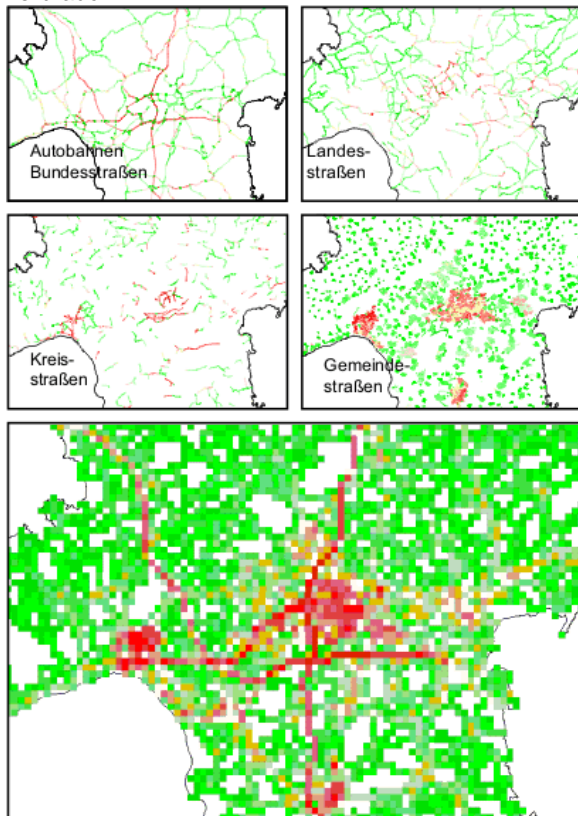 Autobahnen
Bundesstraßen
Landes-
straßen
Kreis-
straßen
Gemeinde-
straßen